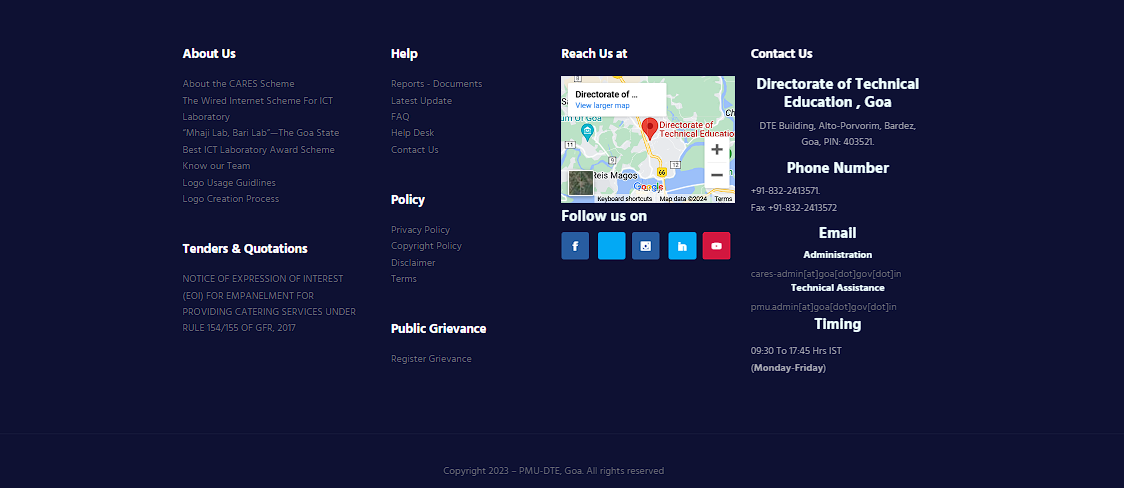 About Us
About the CARES Scheme
The Wired Internet Scheme For ICT
Laboratory
"Mhaji Lab, Bari Lab"—The Goa State
Best ICT Laboratory Award Scheme
Know our Team
Logo Usage Guidlines
Logo Creation Process
Tenders & Quotations
NOTICE OF EXPRESSION OF INTEREST
(EOI) FOR EMPANELMENT FOR
PROVIDING CATERING SERVICES UNDER
RULE 154/155 OF GFR, 2017
Help
Reports - Documents
Latest Update
FAQ
Help Desk
Contact Us
Policy
Privacy Policy
Copyright Policy
Disclaimer
Terms
Public Grievance
Register Grievance
Reach Us at
Directorate of ...
View larger map
um Of Goa
Directorate of
Technical Educatio
11
9
12
66
Reis Magos
Google
Keyboard shortcuts Map data ©2024 Terms
Follow us on
Contact Us
Directorate of Technical
Education , Goa
DTE Building, Alto-Porvorim, Bardez,
Goa, PIN: 403521.
Phone Number
+91-832-2413571.
Fax +91-832-2413572
Email
Administration
cares-admin[at]goa[dot]gov[dot]in
Technical Assistance
pmu.admin[at]goa[dot]gov[dot]in
Timing
09:30 To 17:45 Hrs IST
(Monday-Friday)
Copyright 2023 – PMU-DTE, Goa. All rights reserved